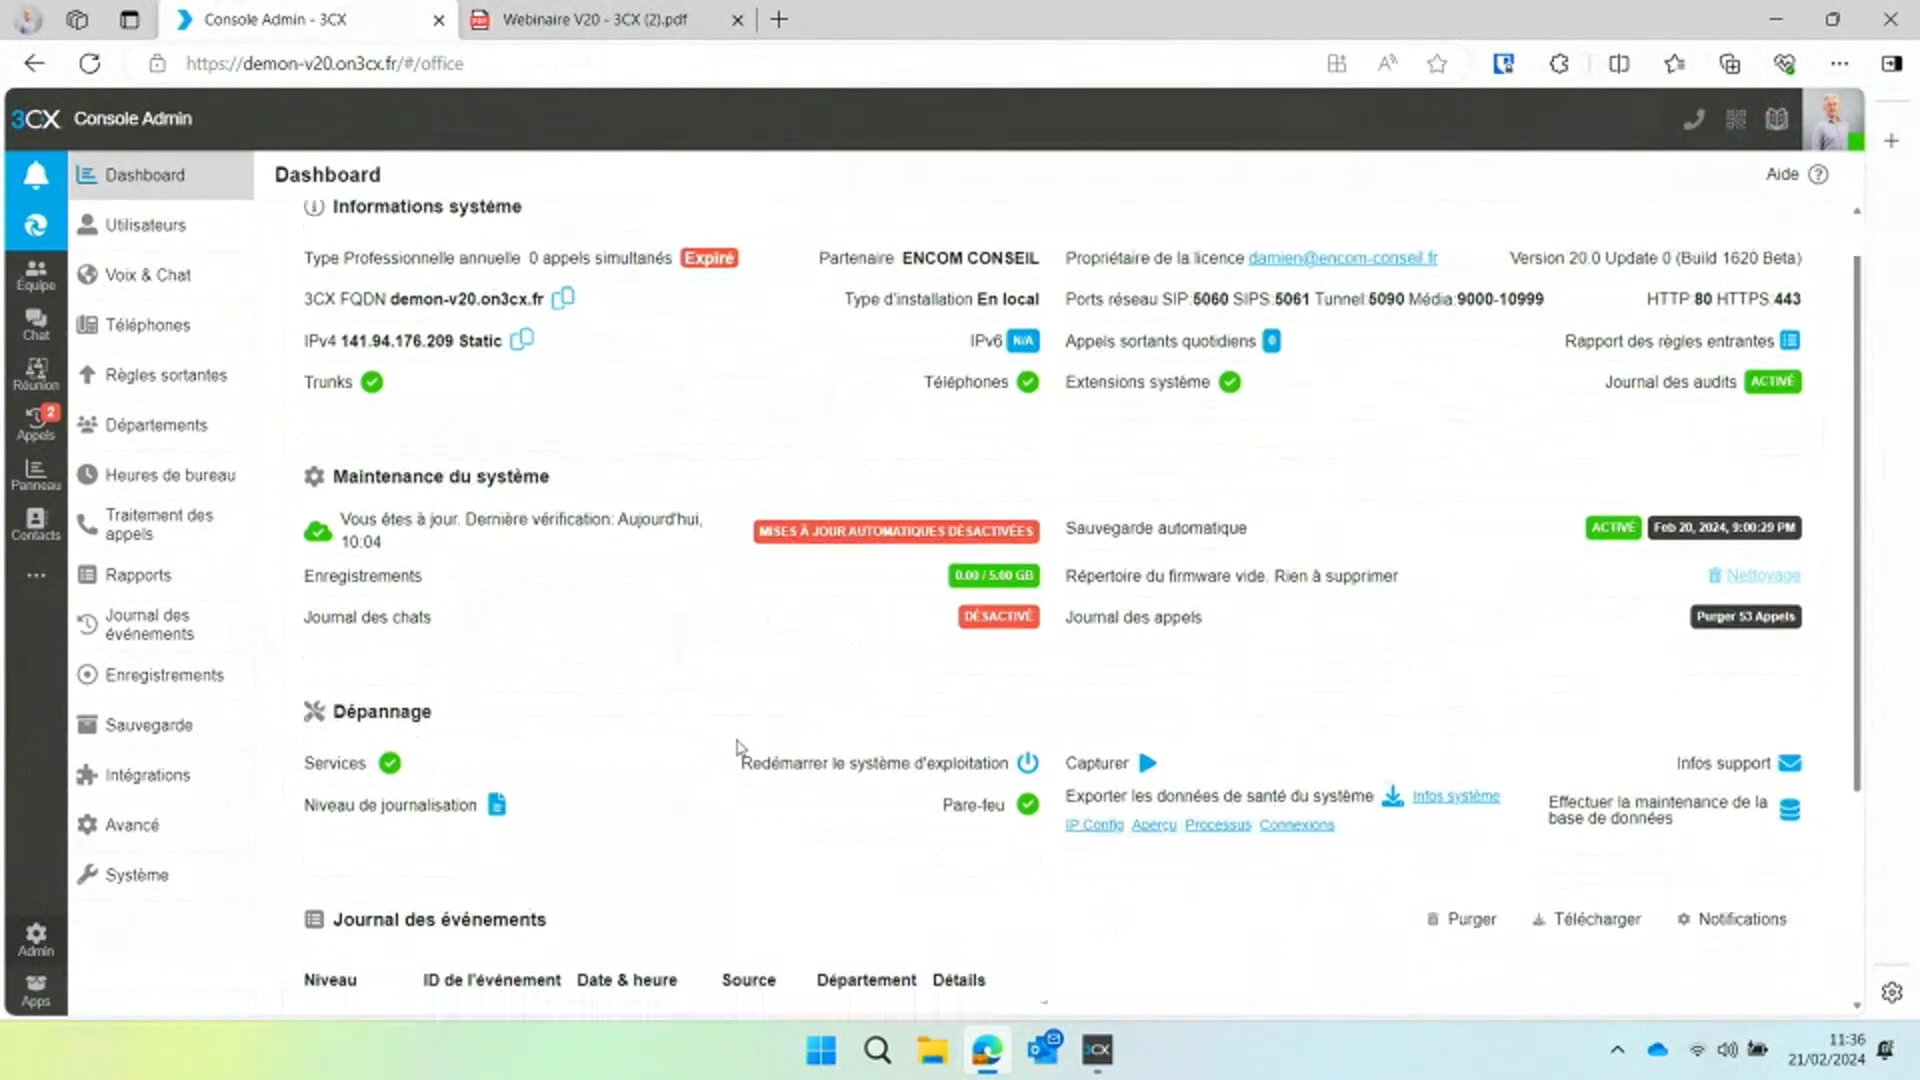 Console Admin - 3CX
Webinaire V20 - 3CX (2).pdf
https://demon-v20.on3cx.fr/#/office
3CX Console Admin
Dashboard
Utilisateurs
Voix & Chat
Téléphones
Règles sortantes
Départements
Heures de bureau
Traitement des
appels
Rapports
Journal des
événements
Enregistrements
Sauvegarde
Intégrations
Avancé
Système
Équipe
Chat
Réunion
2
Appels
Panneau
Contacts
Admin
Apps
Dashboard
Aide
Informations système
Type Professionnelle annuelle 0 appels simultanés Expiré
Partenaire ENCOM CONSEIL
Propriétaire de la licence damien@encom-conseil.fr
Version 20.0 Update 0 (Build 1620 Beta)
3CX FQDN demon-v20.on3cx.fr
Type d'installation En local
Ports réseau SIP:5060 SIPS:5061 Tunnel:5090 Média:9000-10999
HTTP:80 HTTPS:443
IPv4 141.94.176.209 Static
IPv6 N/A
Appels sortants quotidiens 0
Rapport des règles entrantes
Trunks
Téléphones
Extensions système
Journal des audits ACTIVÉ
Maintenance du système
Vous êtes à jour. Dernière vérification: Aujourd'hui,
10:04
MISES À JOUR AUTOMATIQUES DÉSACTIVÉES
Sauvegarde automatique
ACTIVÉ Feb 20, 2024, 9:00:29 PM
Enregistrements
0.00 / 5.00 GB
Répertoire du firmware vide. Rien à supprimer
Nettoyage
Journal des chats
DÉSACTIVÉ
Journal des appels
Purger 53 Appels
Dépannage
Services
Redémarrer le système d'exploitation
Capturer
Infos support
Niveau de journalisation
Pare-feu
Exporter les données de santé du système Infos système
IP Config Aperçu Processus Connexions
Effectuer la maintenance de la
base de données
Journal des événements
Purger
Télécharger
Notifications
Niveau
ID de l'événement
Date & heure
Source
Département
Détails
3CX
11:36
21/02/2024